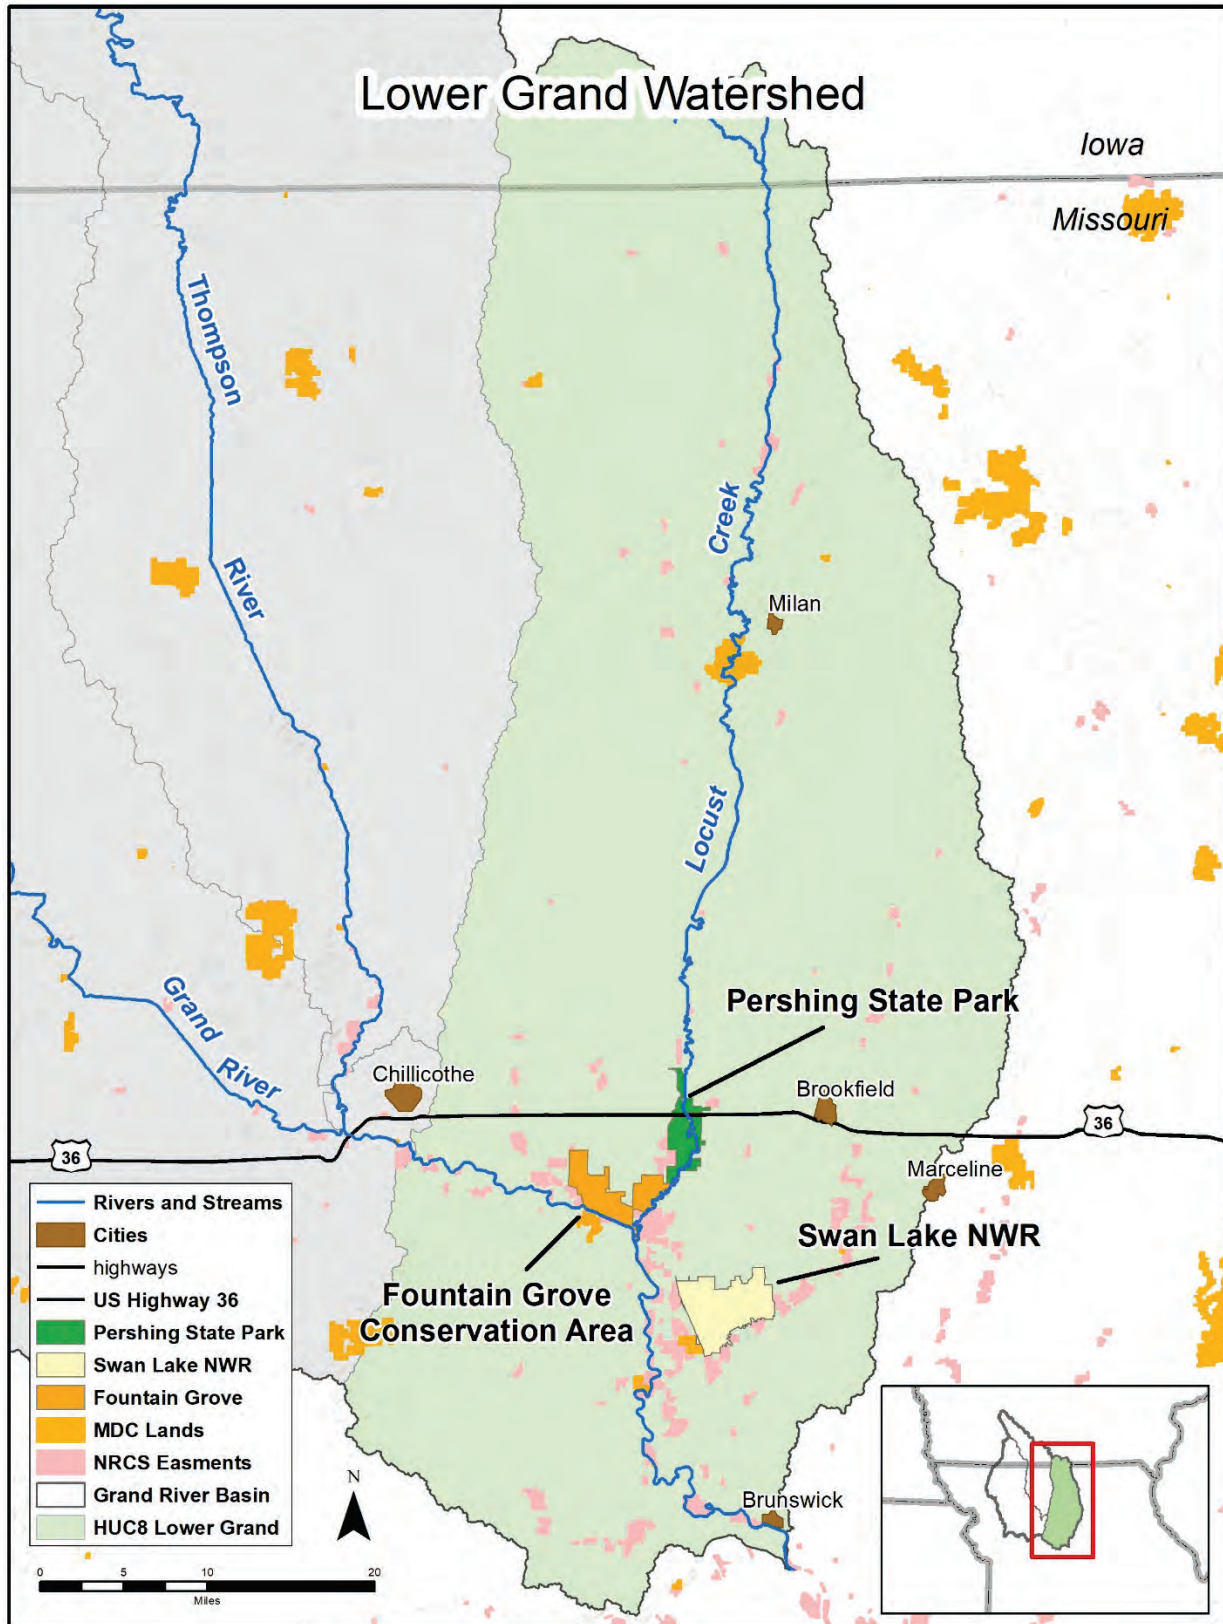 Lower Grand Watershed
Iowa
Missouri
Thompson
River
Creek
Milan
Locust
Grand
River
Pershing State Park
Chillicothe
Brookfield
36
36
Marceline
Swan Lake NWR
Fountain Grove
Conservation Area
Rivers and Streams
Cities
highways
US Highway 36
Pershing State Park
Swan Lake NWR
Fountain Grove
MDC Lands
NRCS Easments
Grand River Basin
HUC8 Lower Grand
N
Brunswick
0 5 10 20
Miles